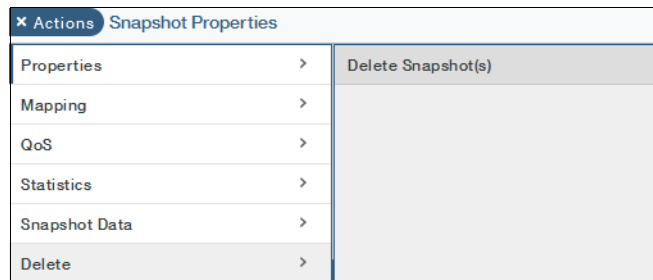 × Actions Snapshot Properties
Properties > Delete Snapshot(s)
Mapping >
QoS >
Statistics >
Snapshot Data >
Delete >